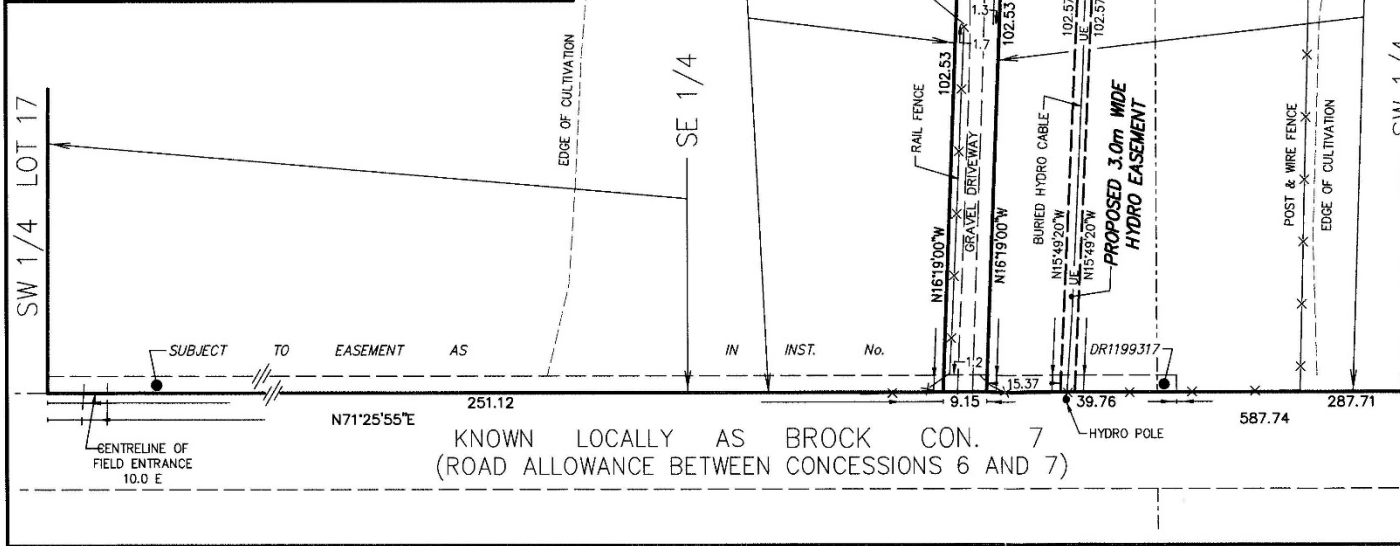 SW 1/4 LOT 17
EDGE OF CULTIVATION
SE 1/4
102.53
1.3
1.7
102.53
102.57
UE
102.57
RAIL FENCE
GRAVEL DRIVEWAY
N16°19'00"W
N16°19'00"W
BURIED HYDRO CABLE
N15°49'20"W
UE
N15°49'20"W
PROPOSED 3.0m WIDE
HYDRO EASEMENT
POST & WIRE FENCE
EDGE OF CULTIVATION
SW 1/4
SUBJECT TO EASEMENT AS IN INST. No. DR1199317
1.2
15.37
251.12
9.15
39.76
287.71
N71°25'55"E
587.74
CENTRELINE OF
FIELD ENTRANCE
10.0 E
HYDRO POLE
KNOWN LOCALLY AS BROCK CON. 7
(ROAD ALLOWANCE BETWEEN CONCESSIONS 6 AND 7)